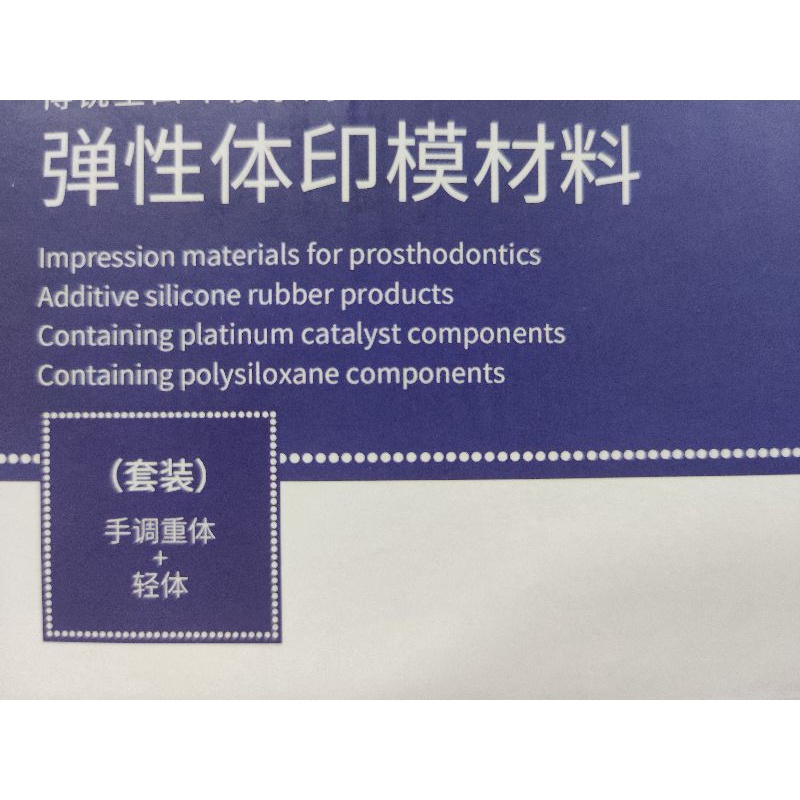 弹性体印模材料
Impression materials for prosthodontics
Additive silicone rubber products
Containing platinum catalyst components
Containing polysiloxane components
（套装）
手调重体
+
轻体